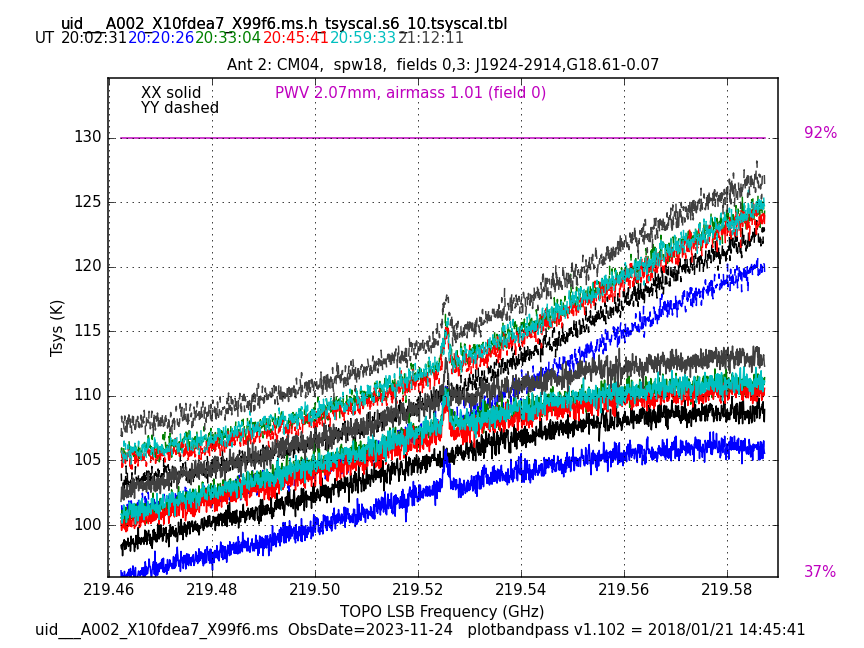 uid___A002_X10fdea7_X99f6.ms.h_tsyscal.s6_10.tsyscal.tbl
UT 20:02:31 20:20:26 20:33:04 20:45:41 20:59:33 21:12:11
Ant 2: CM04,  spw18,  fields 0,3: J1924-2914,G18.61-0.07
XX solid PWV 2.07mm, airmass 1.01 (field 0)
YY dashed
130 92%
125
120
115
110
105
100
Tsys (K)
37%
219.46 219.48 219.50 219.52 219.54 219.56 219.58
TOPO LSB Frequency (GHz)
uid___A002_X10fdea7_X99f6.ms  ObsDate=2023-11-24   plotbandpass v1.102 = 2018/01/21 14:45:41